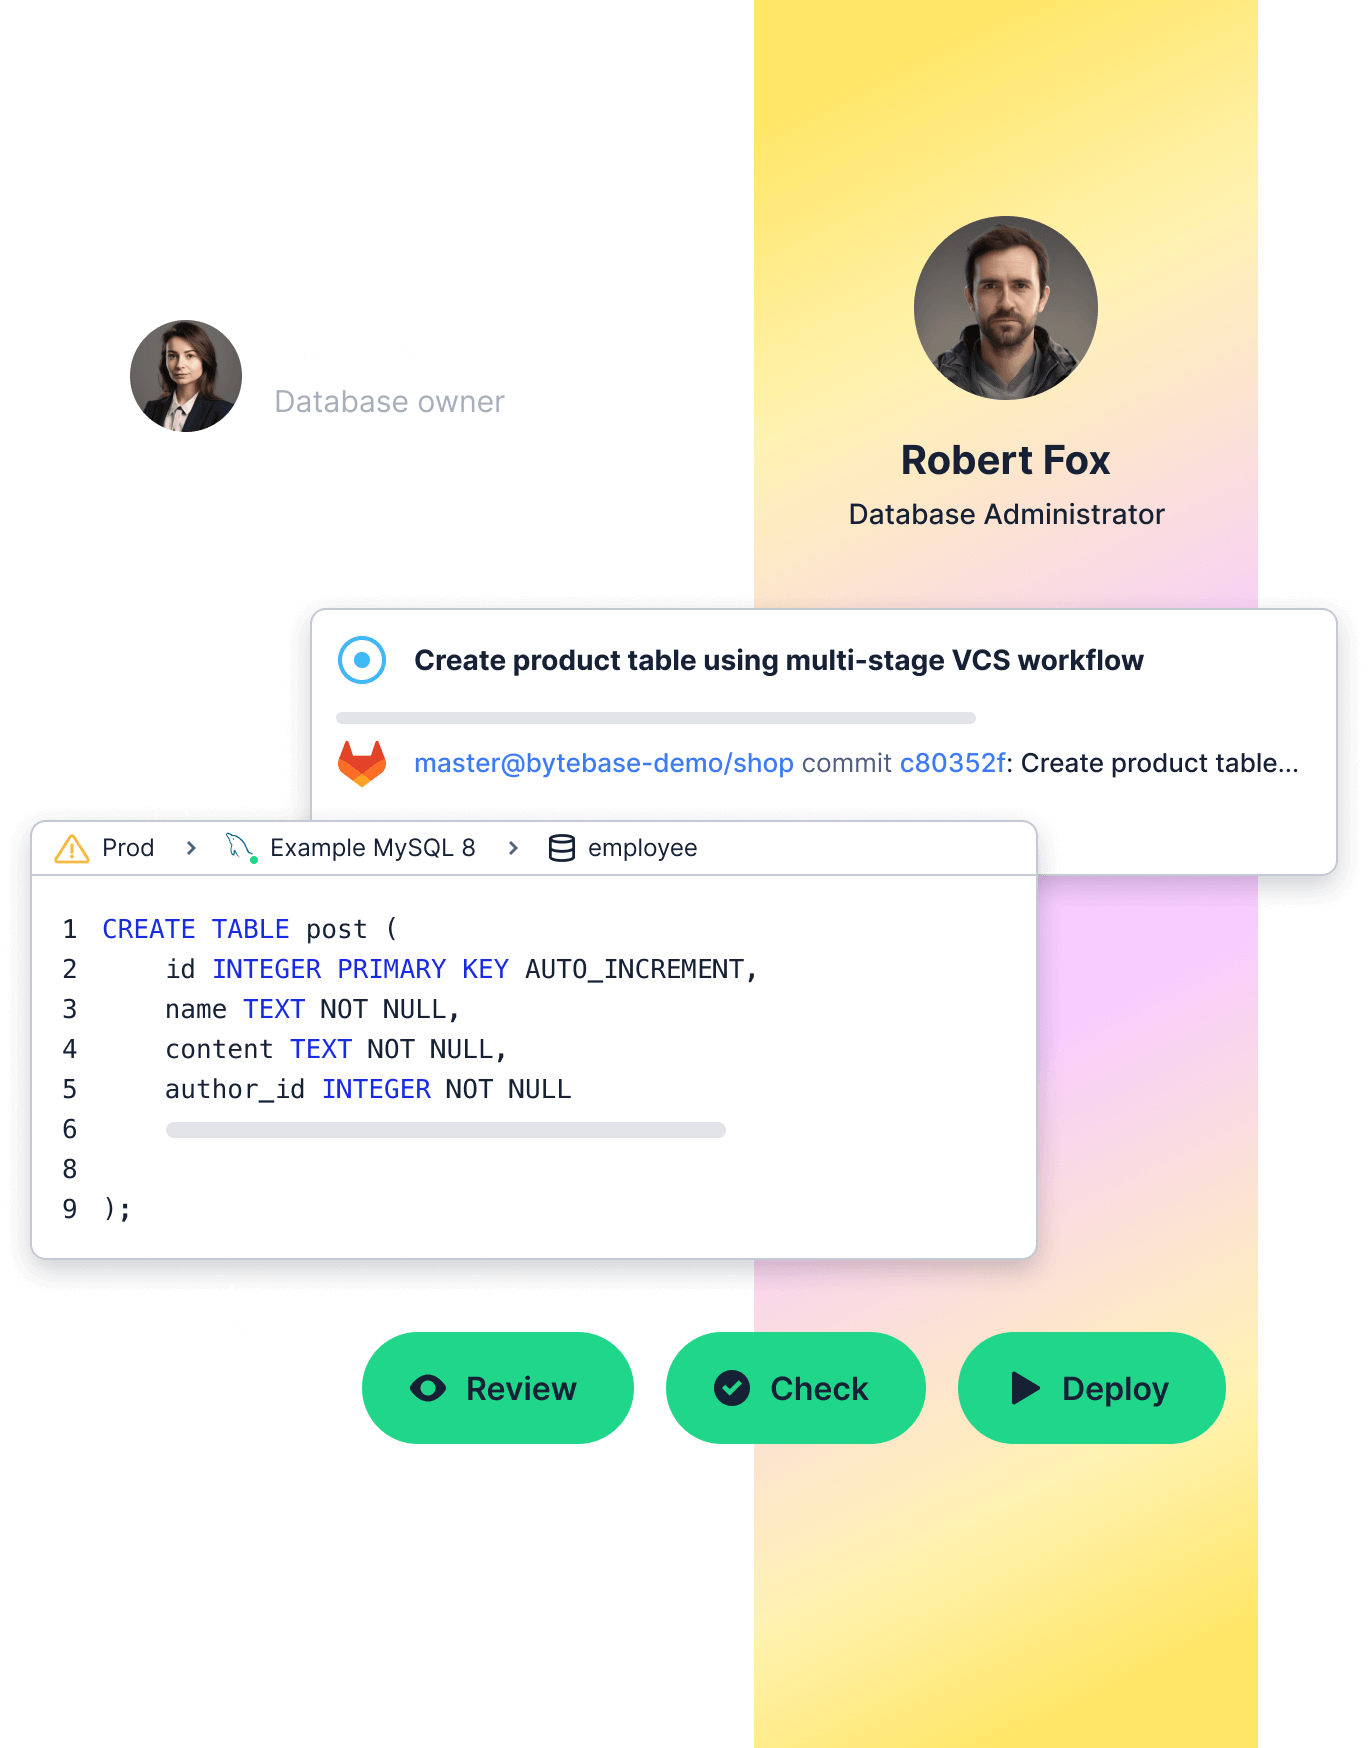 Database owner
Robert Fox
Database Administrator
Create product table using multi-stage VCS workflow
master@bytebase-demo/shop commit c80352f: Create product table...
Prod > Example MySQL 8 > employee
1 CREATE TABLE post (
2 id INTEGER PRIMARY KEY AUTO_INCREMENT,
3 name TEXT NOT NULL,
4 content TEXT NOT NULL,
5 author_id INTEGER NOT NULL
6
8
9 );
Review
Check
Deploy